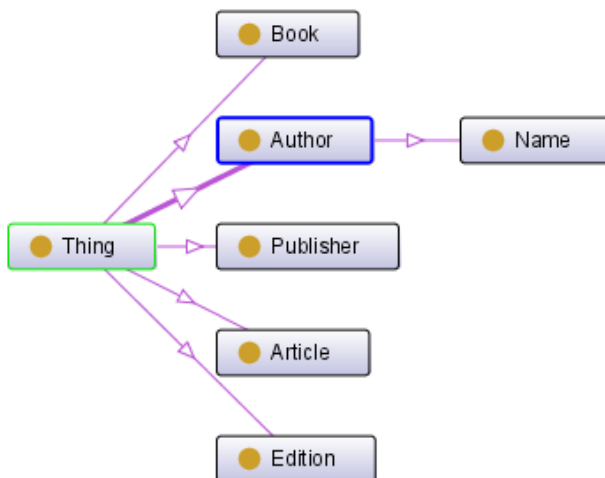 Book
Author
Name
Thing
Publisher
Article
Edition